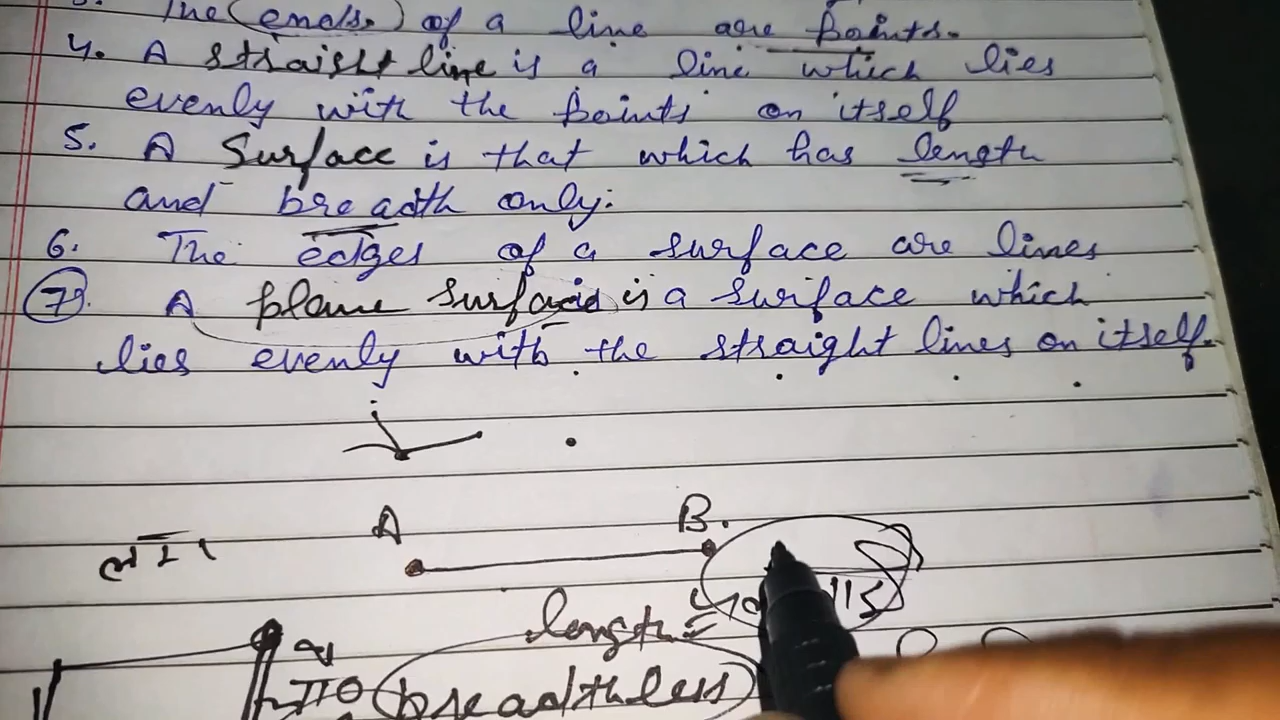 The (ends.) of a line are points.
4. A straight line is a line which lies
evenly with the points on itself
5. A Surface is that which has length
and breadth only.
6. The edges of a surface are lines
7. A plane surface is a surface which
lies evenly with the straight lines on itself.
A B.
length =
breadthless